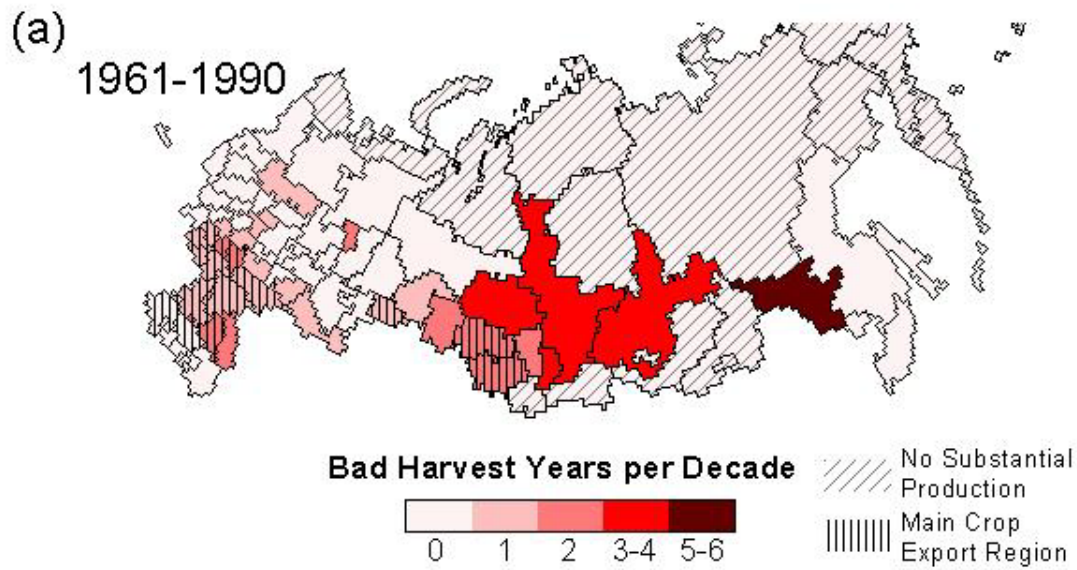 (a)
1961-1990
Bad Harvest Years per Decade
0 1 2 3-4 5-6
No Substantial
Production
Main Crop
Export Region